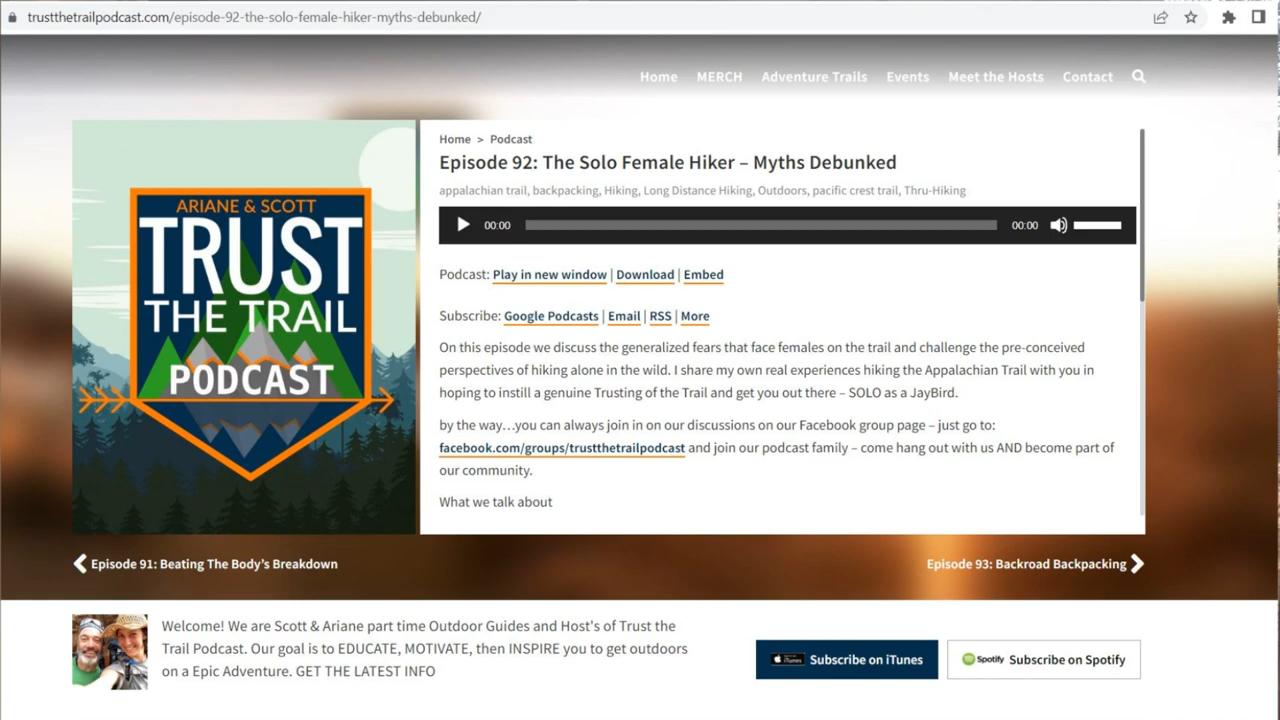 trustthetrailpodcast.com/episode-92-the-solo-female-hiker-myths-debunked/
Home MERCH Adventure Trails Events Meet the Hosts Contact
ARIANE & SCOTT
TRUST
THE TRAIL
PODCAST
Home > Podcast
Episode 92: The Solo Female Hiker – Myths Debunked
appalachian trail, backpacking, Hiking, Long Distance Hiking, Outdoors, pacific crest trail, Thru-Hiking
00:00 00:00
Podcast: Play in new window | Download | Embed
Subscribe: Google Podcasts | Email | RSS | More
On this episode we discuss the generalized fears that face females on the trail and challenge the pre-conceived
perspectives of hiking alone in the wild. I share my own real experiences hiking the Appalachian Trail with you in
hoping to instill a genuine Trusting of the Trail and get you out there – SOLO as a JayBird.
by the way…you can always join in on our discussions on our Facebook group page – just go to:
facebook.com/groups/trustthetrailpodcast and join our podcast family – come hang out with us AND become part of
our community.
What we talk about
Episode 91: Beating The Body's Breakdown
Episode 93: Backroad Backpacking
Welcome! We are Scott & Ariane part time Outdoor Guides and Host's of Trust the
Trail Podcast. Our goal is to EDUCATE, MOTIVATE, then INSPIRE you to get outdoors
on a Epic Adventure. GET THE LATEST INFO
iTunes Subscribe on iTunes
Spotify Subscribe on Spotify